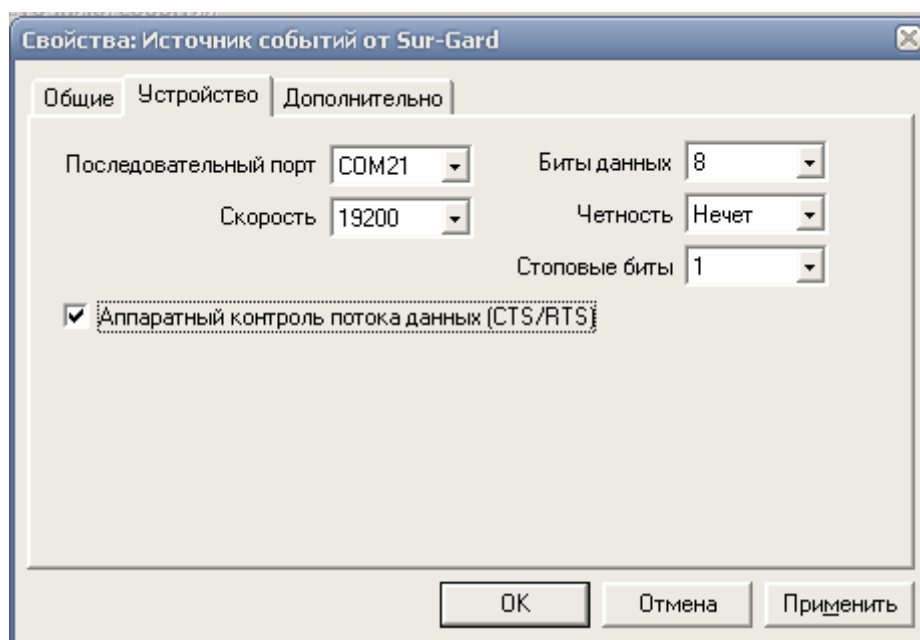 Свойства: Источник событий от Sur-Gard
Общие Устройство Дополнительно
Последовательный порт COM21 Биты данных 8
Скорость 19200 Четность Нечет
Стоповые биты 1
Аппаратный контроль потока данных (CTS/RTS)
OK Отмена Применить